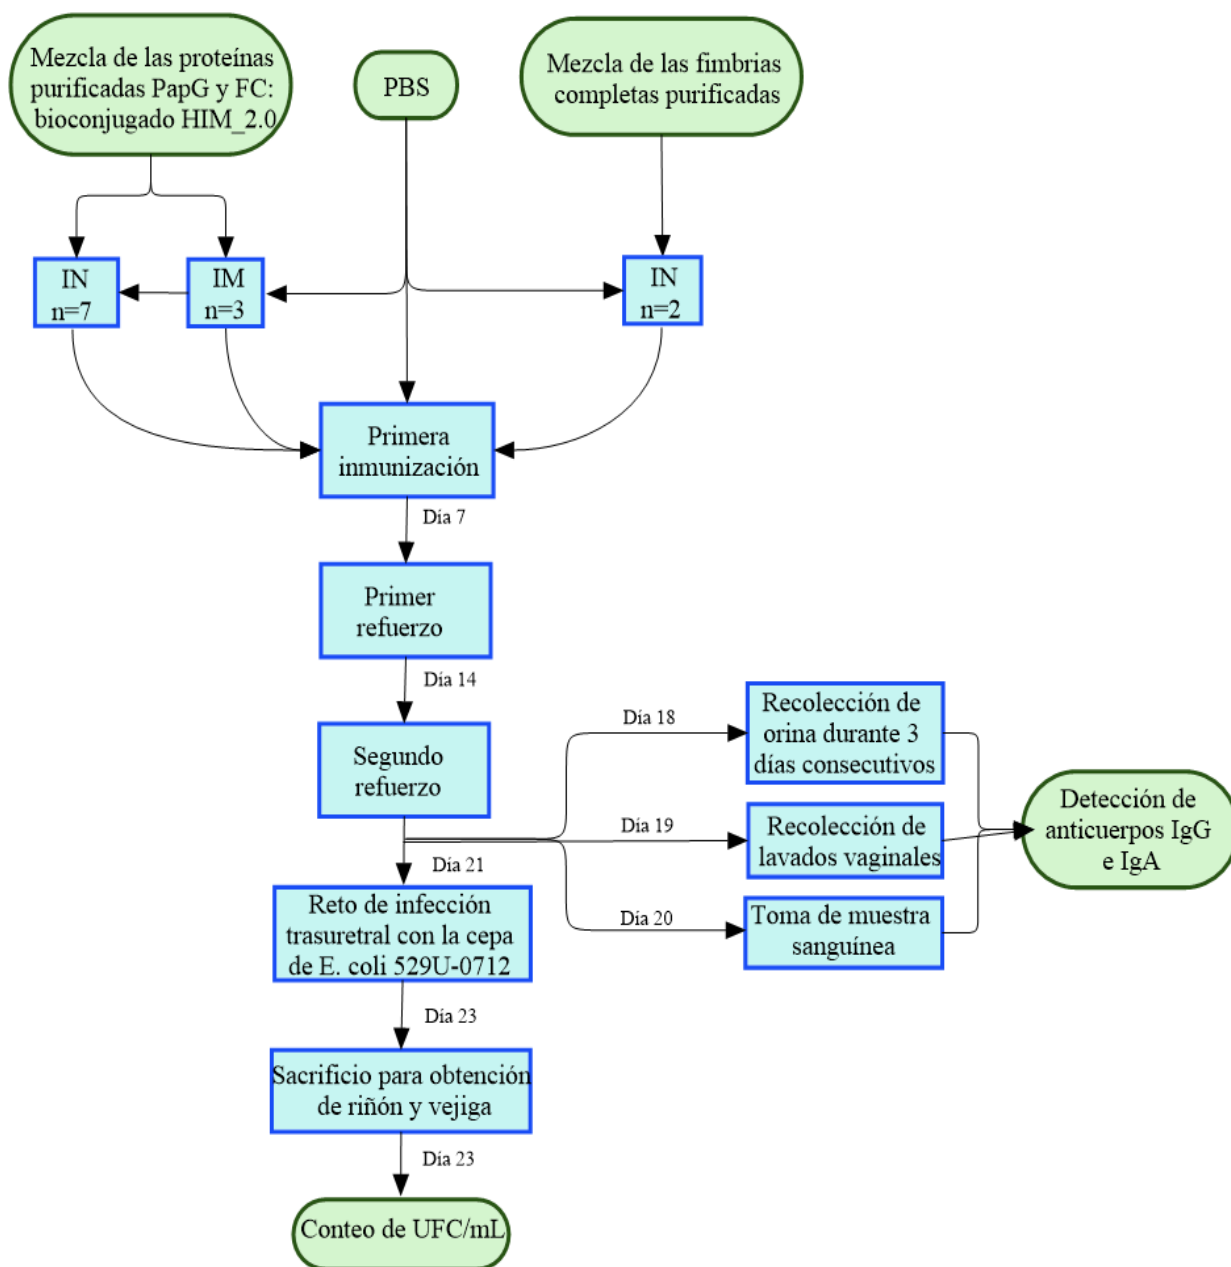 Mezcla de las proteínas
purificadas PapG y FC:
bioconjugado HIM_2.0
PBS
Mezcla de las fimbrias
completas purificadas
IN
n=7
IM
n=3
IN
n=2
Primera
inmunización
Día 7
Primer
refuerzo
Día 14
Segundo
refuerzo
Día 18
Recolección de
orina durante 3
días consecutivos
Día 19
Recolección de
lavados vaginales
Día 20
Toma de muestra
sanguínea
Detección de
anticuerpos IgG
e IgA
Día 21
Reto de infección
trasuretral con la cepa
de E. coli 529U-0712
Día 23
Sacrificio para obtención
de riñón y vejiga
Día 23
Conteo de UFC/mL